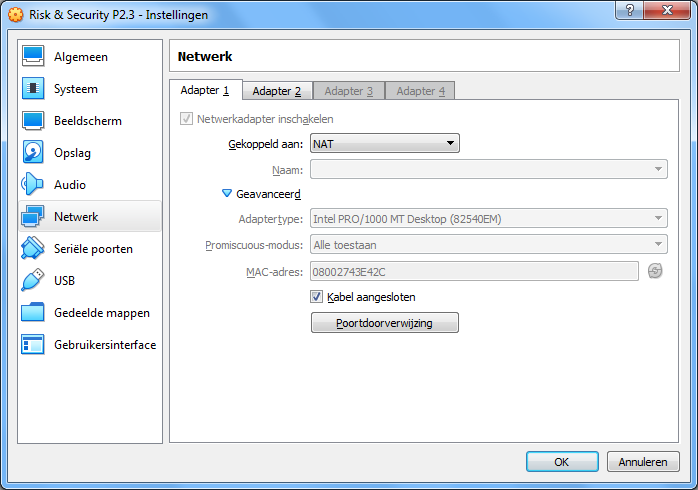 Risk & Security P2.3 - Instellingen
Algemeen
Systeem
Beeldscherm
Opslag
Audio
Netwerk
Seriële poorten
USB
Gedeelde mappen
Gebruikersinterface
Netwerk
Adapter 1
Adapter 2
Adapter 3
Adapter 4
Netwerkadapter inschakelen
Gekoppeld aan: NAT
Naam:
Geavanceerd
Adaptertype: Intel PRO/1000 MT Desktop (82540EM)
Promiscuous-modus: Alle toestaan
MAC-adres: 08002743E42C
Kabel aangesloten
Poortdoorverwijzing
OK
Annuleren